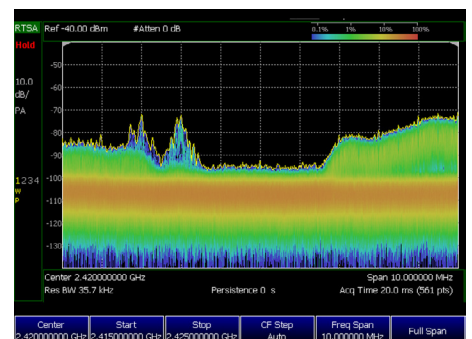 RTSA Ref -40.00 dBm #Atten 0 dB 0.1% 1% 10% 100%
Hold
-50
-60
10.0
dB/
-70
PA
-80
-90
-100
1234
W
P
-110
-120
-130
Center 2.420000000 GHz Span 10.000000 MHz
Res BW 35.7 kHz Persistence 0 s Acq Time 20.0 ms (561 pts)
Center Start Stop CF Step Freq Span Full Span
2.420000000 GHz 2.415000000 GHz 2.425000000 GHz Auto 10.000000 MHz